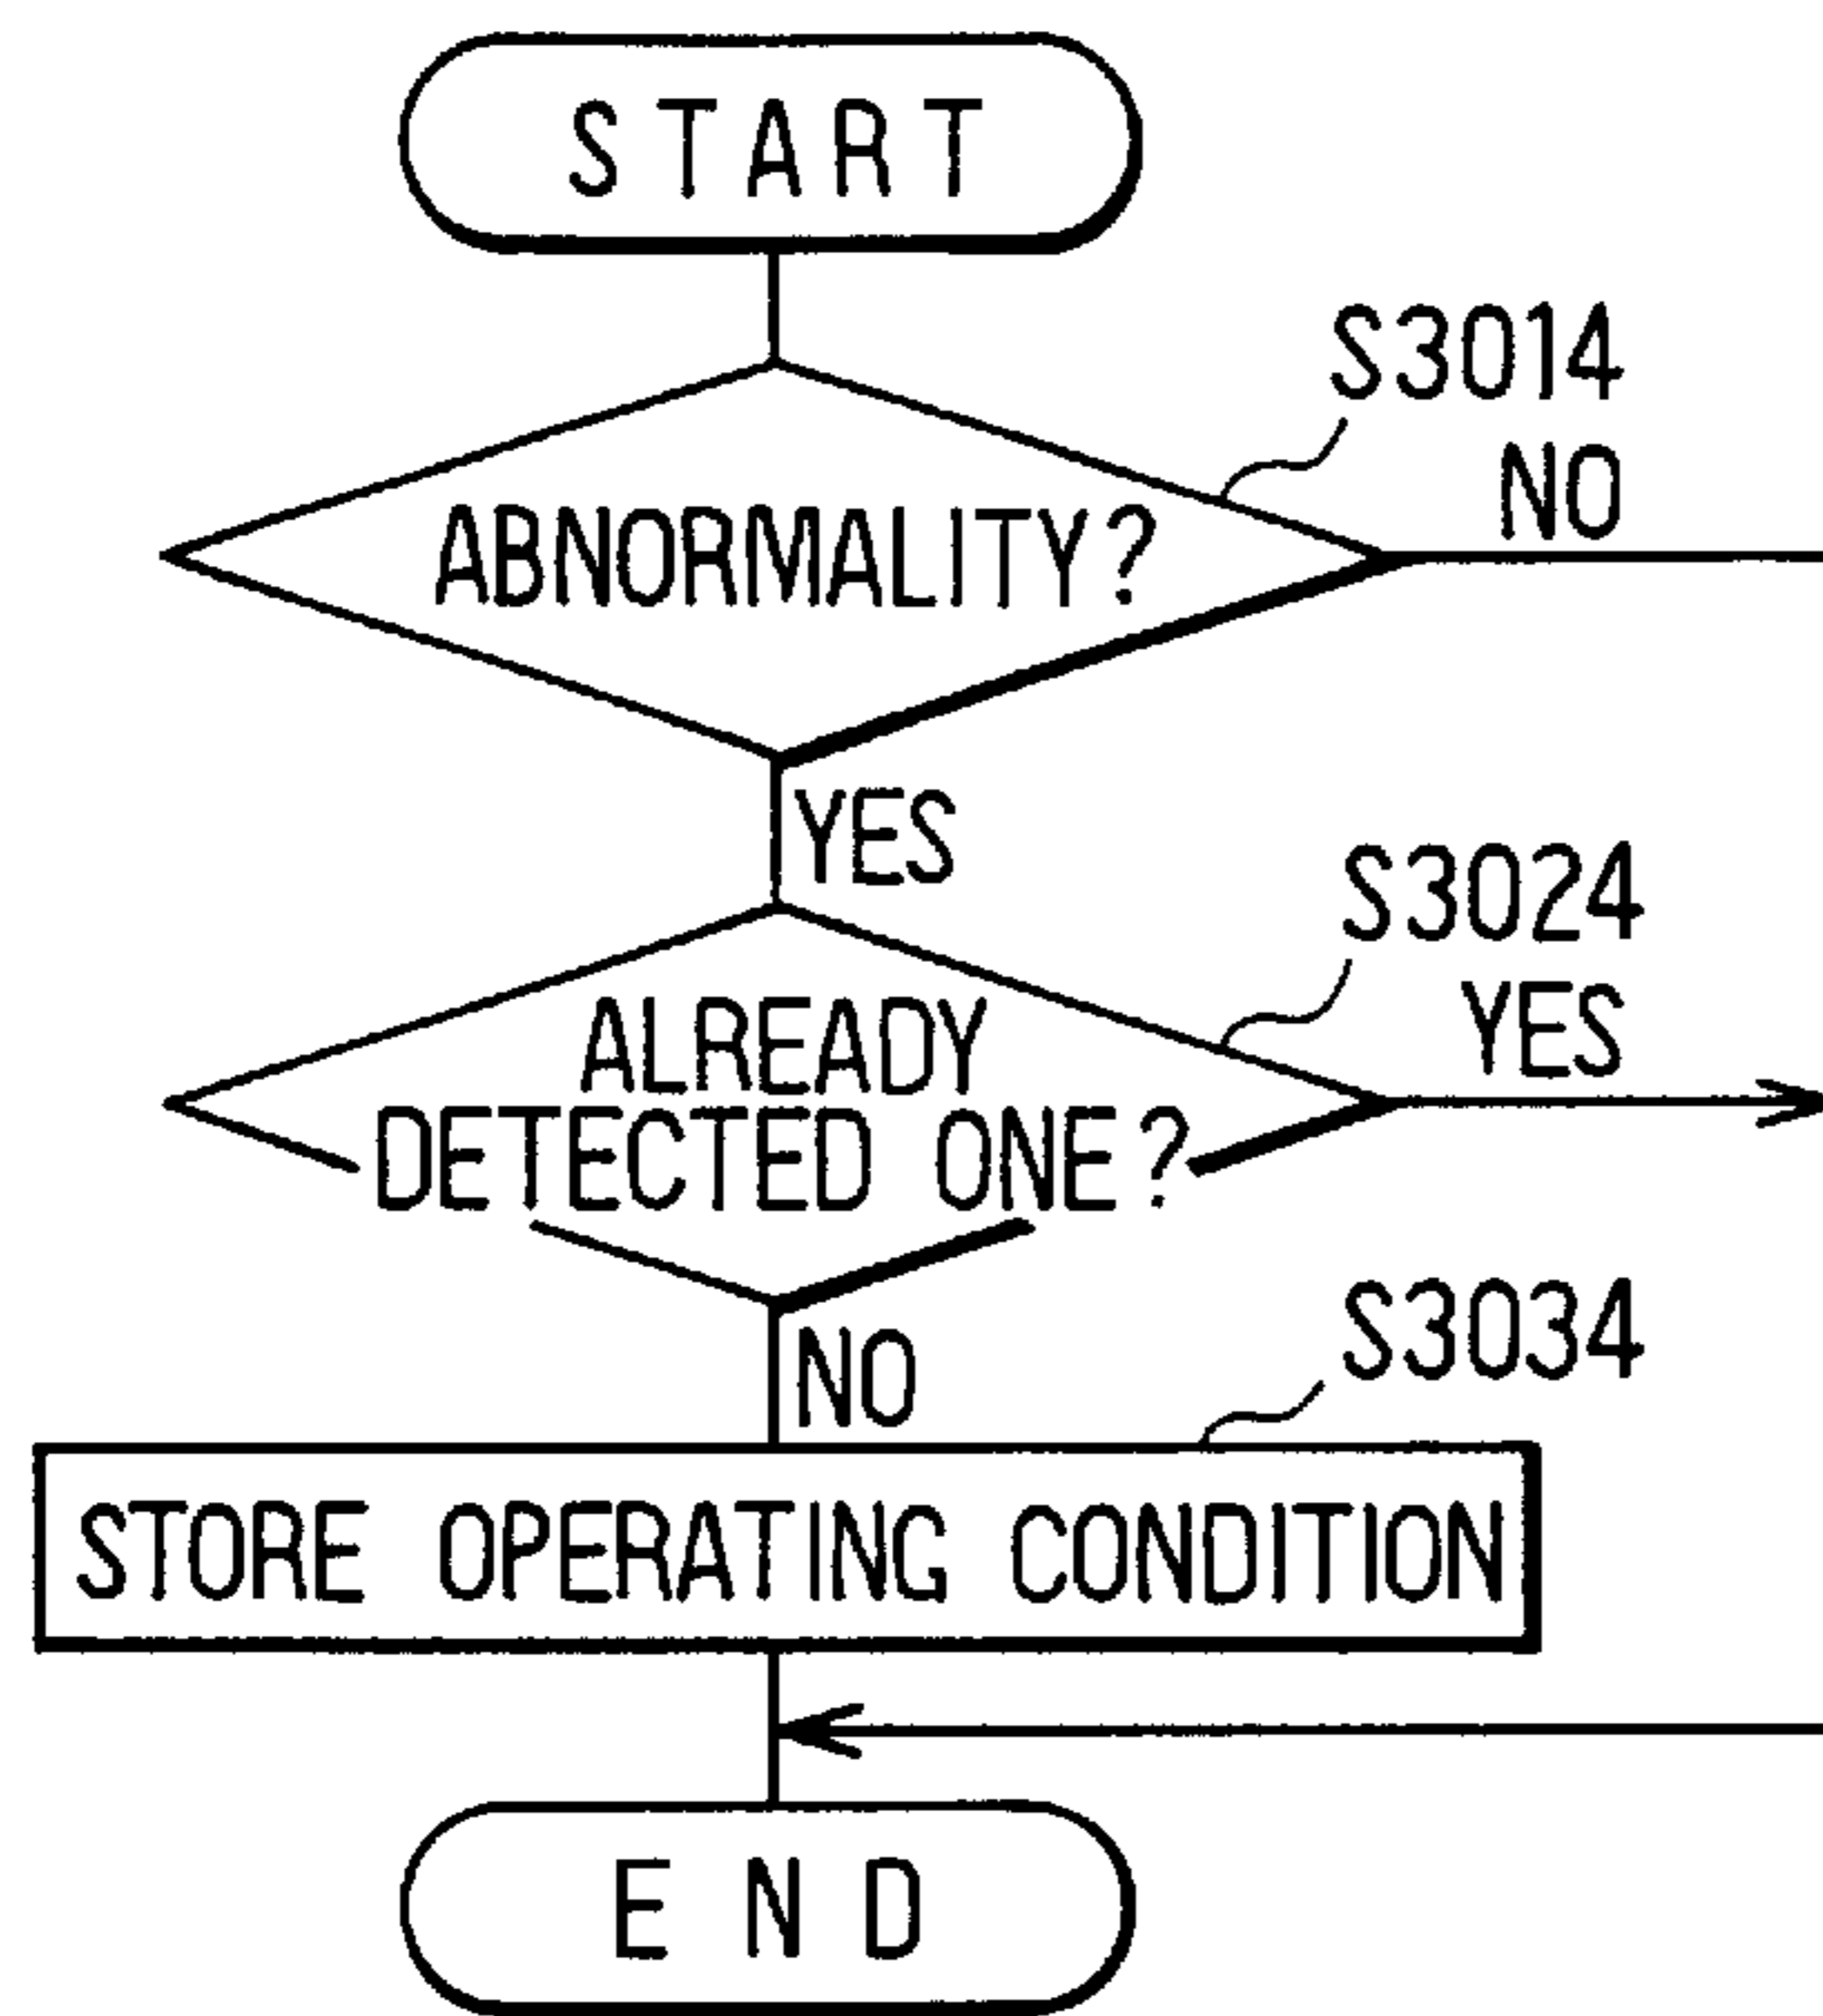 START
S3014
NO
ABNORMALITY?
YES
S3024
YES
ALREADY
DETECTED ONE?
NO
S3034
STORE OPERATING CONDITION
END